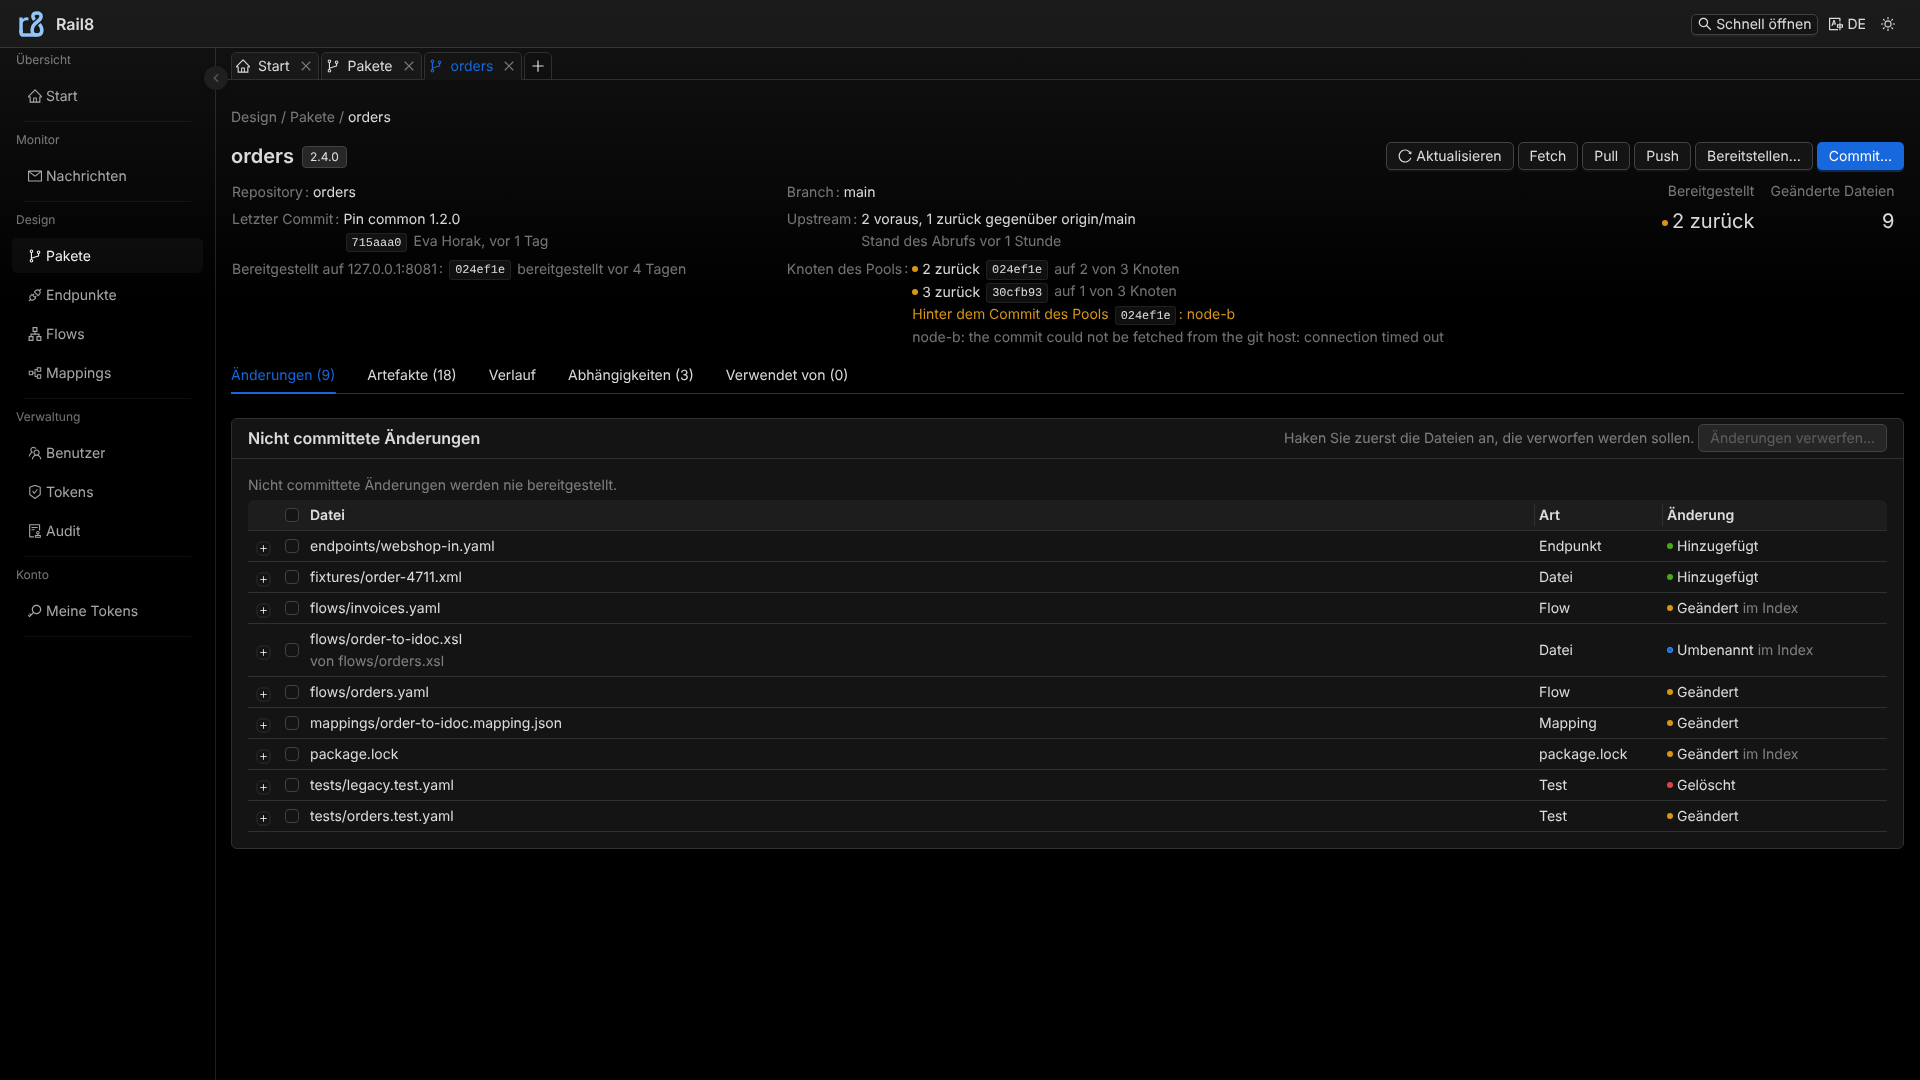 Rail8
Schnell öffnen
DE
Übersicht
Start
Monitor
Nachrichten
Design
Pakete
Endpunkte
Flows
Mappings
Verwaltung
Benutzer
Tokens
Audit
Konto
Meine Tokens
Start
Pakete
orders
Design / Pakete / orders
orders 2.4.0
Aktualisieren
Fetch
Pull
Push
Bereitstellen...
Commit...
Repository: orders
Branch: main
Bereitgestellt
2 zurück
Geänderte Dateien
9
Letzter Commit: Pin common 1.2.0
715aaa0 Eva Horak, vor 1 Tag
Upstream: 2 voraus, 1 zurück gegenüber origin/main
Stand des Abrufs vor 1 Stunde
Bereitgestellt auf 127.0.0.1:8081: 024ef1e bereitgestellt vor 4 Tagen
Knoten des Pools: 2 zurück 024ef1e auf 2 von 3 Knoten
3 zurück 30cfb93 auf 1 von 3 Knoten
Hinter dem Commit des Pools 024ef1e: node-b
node-b: the commit could not be fetched from the git host: connection timed out
Änderungen (9)
Artefakte (18)
Verlauf
Abhängigkeiten (3)
Verwendet von (0)
Nicht committete Änderungen
Haken Sie zuerst die Dateien an, die verworfen werden sollen.
Änderungen verwerfen...
Nicht committete Änderungen werden nie bereitgestellt.
Datei Art Änderung
endpoints/webshop-in.yaml Endpunkt Hinzugefügt
fixtures/order-4711.xml Datei Hinzugefügt
flows/invoices.yaml Flow Geändert im Index
flows/order-to-idoc.xsl
von flows/orders.xsl Datei Umbenannt im Index
flows/orders.yaml Flow Geändert
mappings/order-to-idoc.mapping.json Mapping Geändert
package.lock package.lock Geändert im Index
tests/legacy.test.yaml Test Gelöscht
tests/orders.test.yaml Test Geändert